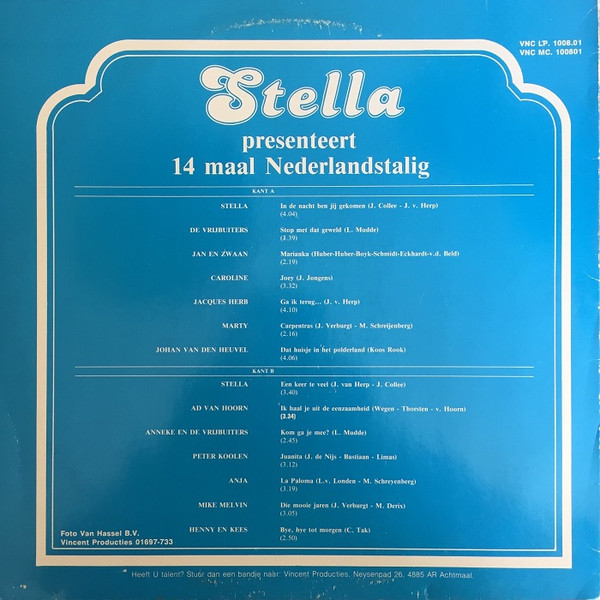 VNC LP. 1008.01
VNC MC. 100801
Stella
presenteert
14 maal Nederlandstalig
KANT A
STELLA In de nacht ben jij gekomen (J. Collee - J. v. Herp)
(4.04)
DE VRIJBUITERS Stop met dat geweld (L. Mudde)
(3.39)
JAN EN ZWAAN Marianka (Huber-Huber-Boyk-Schmidt-Eckhardt-v.d. Beld)
(2.19)
CAROLINE Joey (J. Jongens)
(3.32)
JACQUES HERB Ga ik terug... (J. v. Herp)
(4.10)
MARTY Carpentras (J. Verburgt - M. Schreijenberg)
(2.16)
JOHAN VAN DEN HEUVEL Dat huisje in het polderland (Koos Rook)
(4.06)
KANT B
STELLA Een keer te veel (J. van Herp - J. Collee)
(3.40)
AD VAN HOORN Ik haal je uit de eenzaamheid (Wegen - Thorsten - v. Hoorn)
(3.34)
ANNEKE EN DE VRIJBUITERS Kom ga je mee? (L. Mudde)
(2.45)
PETER KOOLEN Juanita (J. de Nijs - Bastiaan - Limas)
(3.12)
ANJA La Paloma (L.v. Londen - M. Schreyenberg)
(3.19)
MIKE MELVIN Die mooie jaren (J. Verburgt - M. Derix)
(3.05)
HENNY EN KEES Bye, bye tot morgen (C. Tak)
(2.50)
Foto Van Hassel B.V.
Vincent Producties 01697-733
Heeft U talent? Stuur dan een bandje naar: Vincent Producties, Neysenpad 26, 4885 AR Achtmaal.